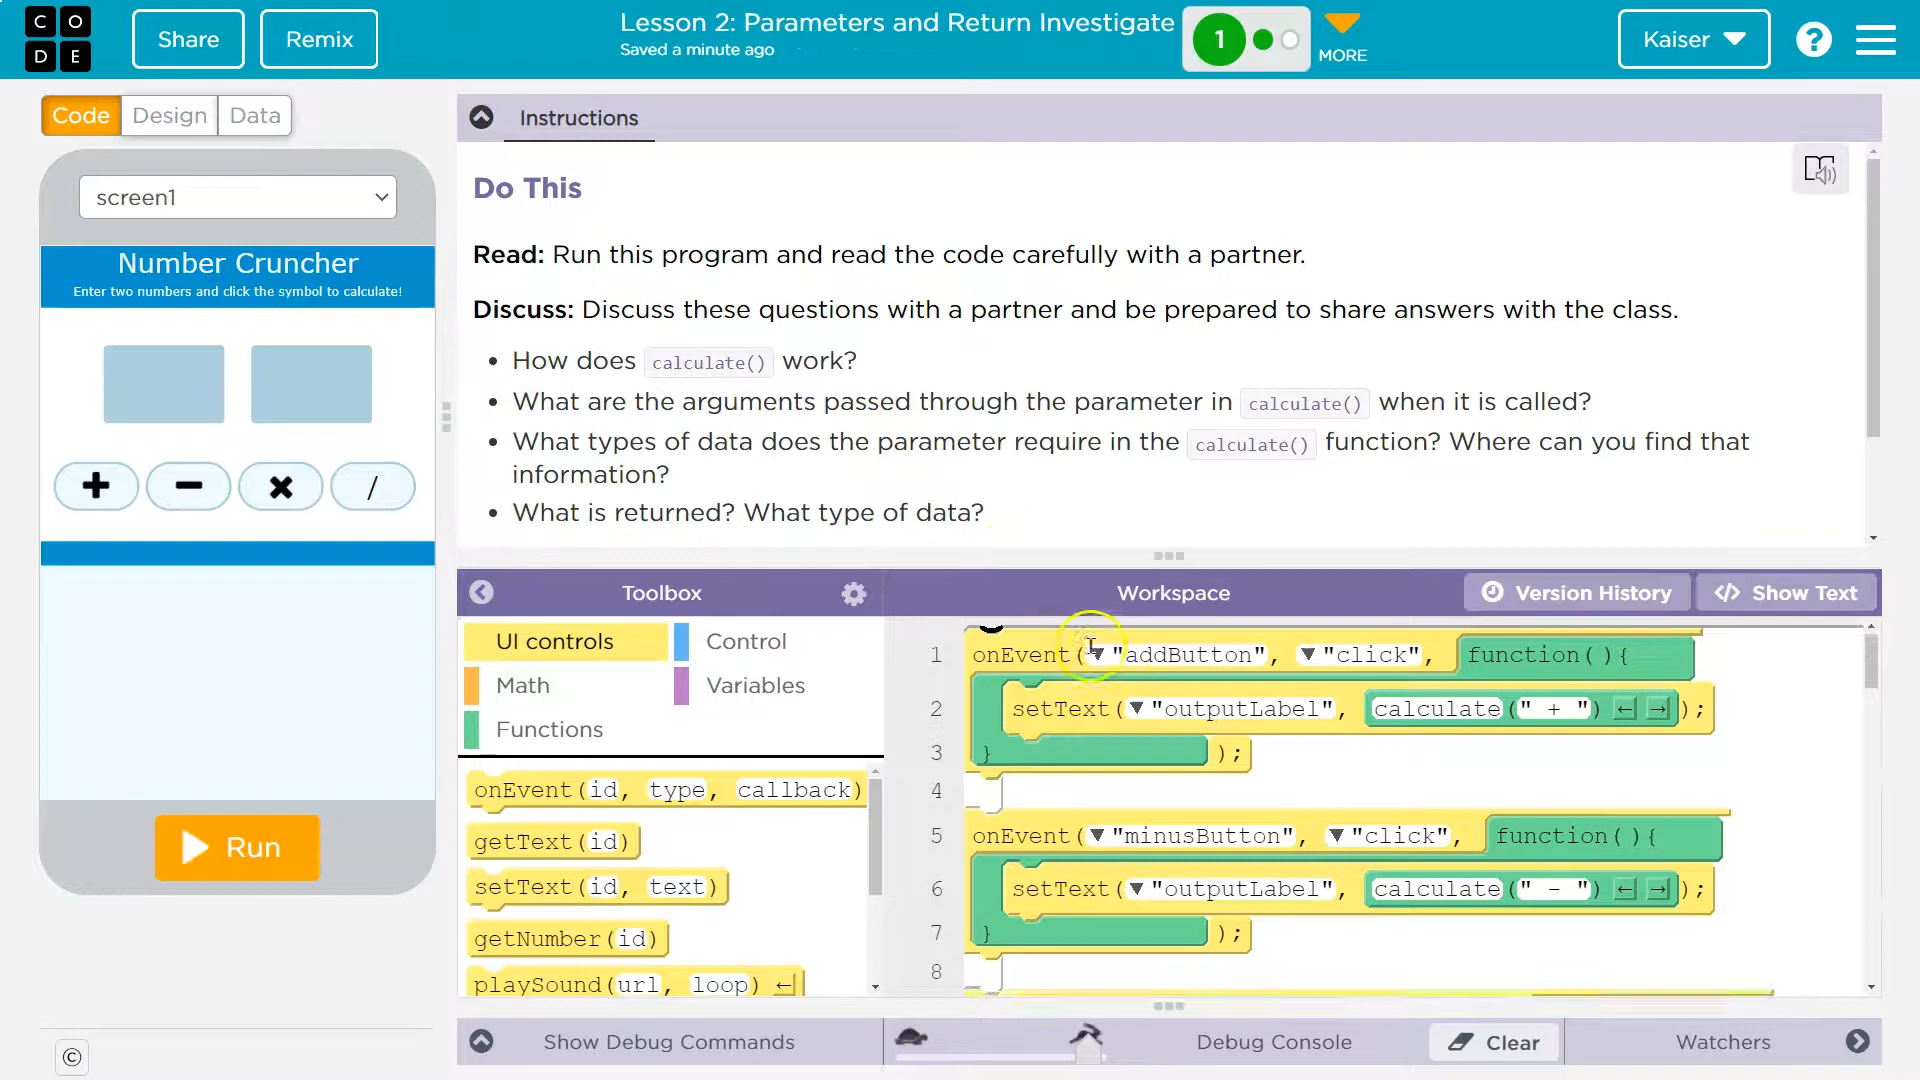 CODE
Share
Remix
Lesson 2: Parameters and Return Investigate
Saved a minute ago
1
MORE
Kaiser
?
Code
Design
Data
screen1
Number Cruncher
Enter two numbers and click the symbol to calculate!
+
-
x
/
Run
©
Instructions
Do This
Read: Run this program and read the code carefully with a partner.
Discuss: Discuss these questions with a partner and be prepared to share answers with the class.
• How does calculate() work?
• What are the arguments passed through the parameter in calculate() when it is called?
• What types of data does the parameter require in the calculate() function? Where can you find that
information?
• What is returned? What type of data?
Toolbox
Workspace
Version History
</> Show Text
UI controls
Control
Math
Variables
Functions
onEvent(id, type, callback)
getText(id)
setText(id, text)
getNumber(id)
playSound(url, loop) ←
1 onEvent(▼"addButton", ▼"click", function(){
2 setText(▼"outputLabel", calculate(" + ") ← →);
3 });
4
5 onEvent(▼"minusButton", ▼"click", function(){
6 setText(▼"outputLabel", calculate(" - ") ← →);
7 });
8
Show Debug Commands
Debug Console
Clear
Watchers